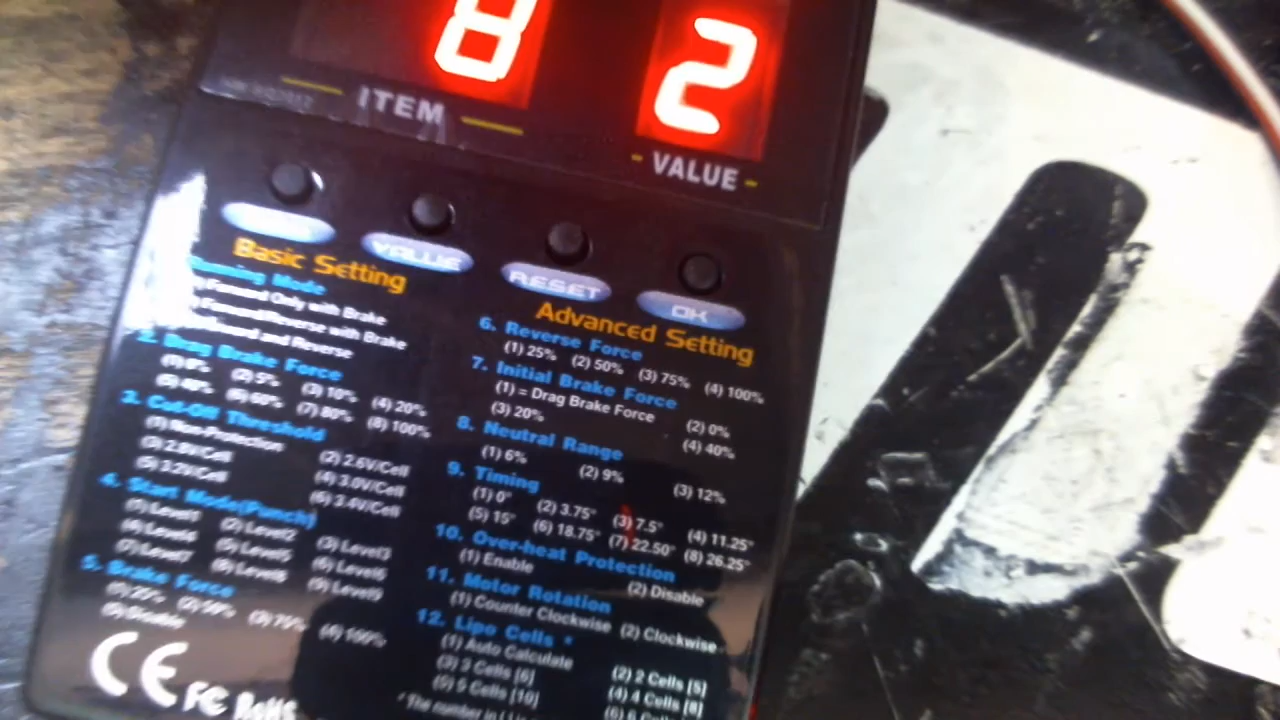 8 2
ITEM
VALUE
VALUE
RESET
OK
Basic Setting
Running Mode
Forward Only with Brake
Forward/Reverse with Brake
and Reverse
2. Drag Brake Force
(1) 0% (2) 5% (3) 10% (4) 20%
(5) 40% (6) 60% (7) 80% (8) 100%
3. Cut-Off Threshold
(1) Non-Protection (2) 2.6V/Cell
(3) 2.8V/Cell (4) 3.0V/Cell
(5) 3.2V/Cell (6) 3.4V/Cell
4. Start Mode(Punch)
(1) Level1 (2) Level2 (3) Level3
(4) Level4 (5) Level5 (6) Level6
(7) Level7 (8) Level8 (9) Level9
5. Brake Force
(1) 25% (2) 50% (3) 75% (4) 100%
(5) Disable
CE FC RoHS
Advanced Setting
6. Reverse Force
(1) 25% (2) 50% (3) 75% (4) 100%
7. Initial Brake Force
(1) = Drag Brake Force (2) 0%
(3) 20% (4) 40%
8. Neutral Range
(1) 6% (2) 9% (3) 12%
9. Timing
(1) 0° (2) 3.75° (3) 7.5° (4) 11.25°
(5) 15° (6) 18.75° (7) 22.50° (8) 26.25°
10. Over-heat Protection
(1) Enable (2) Disable
11. Motor Rotation
(1) Counter Clockwise (2) Clockwise
12. Lipo Cells *
(1) Auto Calculate (2) 2 Cells [5]
(3) 3 Cells [6] (4) 4 Cells [8]
(5) 5 Cells [10] (6) 6
* The number in